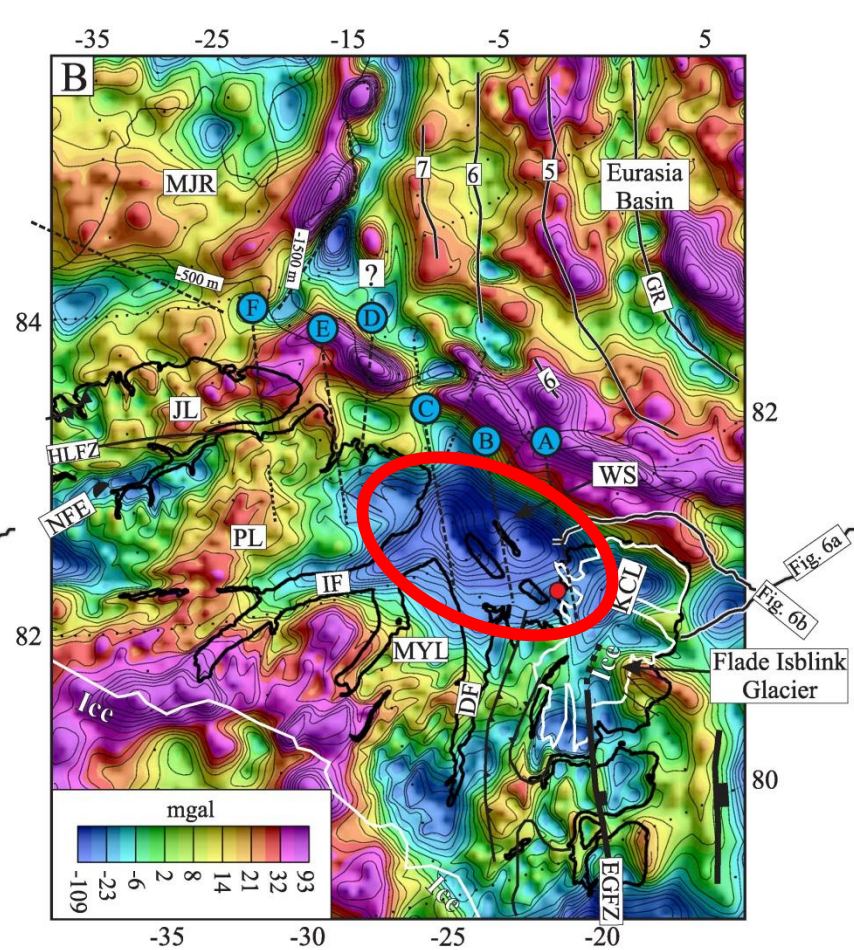 -35 -25 -15 -5 5
B
MJR
7
6
5
Eurasia
Basin
-500 m
-1500 m
?
GR
84
F
E
D
6
JL
C
82
HLFZ
B
A
WS
NFE
PL
Fig. 6a
IF
KCL
Fig. 6b
82
MYL
Ice
Flade Isblink
Glacier
Ice
DF
80
mgal
-109 -23 -6 2 8 14 21 32 93
Ice
EGFZ
-35 -30 -25 -20